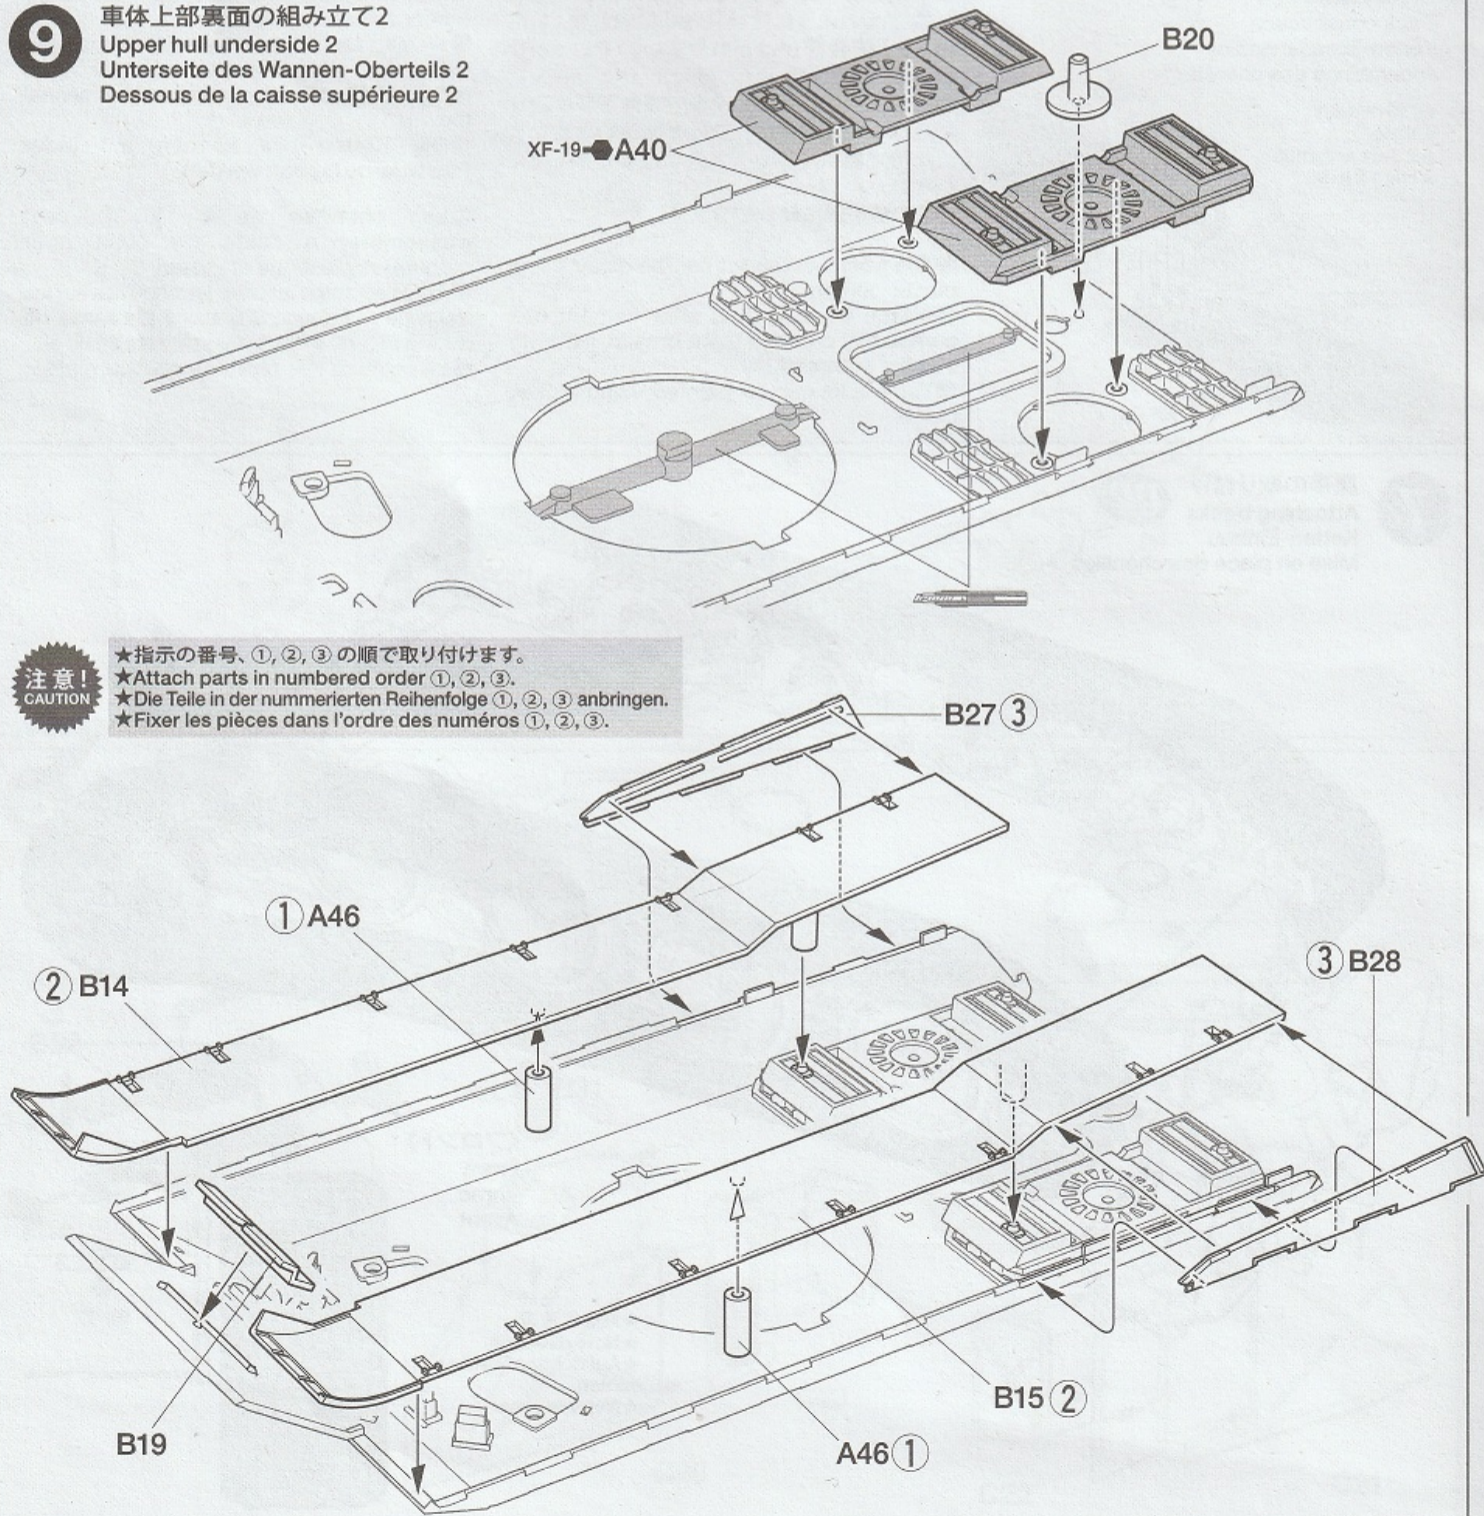 9
車体上部裏面の組み立て2
Upper hull underside 2
Unterseite des Wannen-Oberteils 2
Dessous de la caisse supérieure 2
B20
XF-19 A40
注意!
CAUTION
★指示の番号、①, ②, ③ の順で取り付けます。
★Attach parts in numbered order ①, ②, ③.
★Die Teile in der nummerierten Reihenfolge ①, ②, ③ anbringen.
★Fixer les pièces dans l'ordre des numéros ①, ②, ③.
B27 ③
① A46
② B14
③ B28
B15 ②
B19
A46 ①